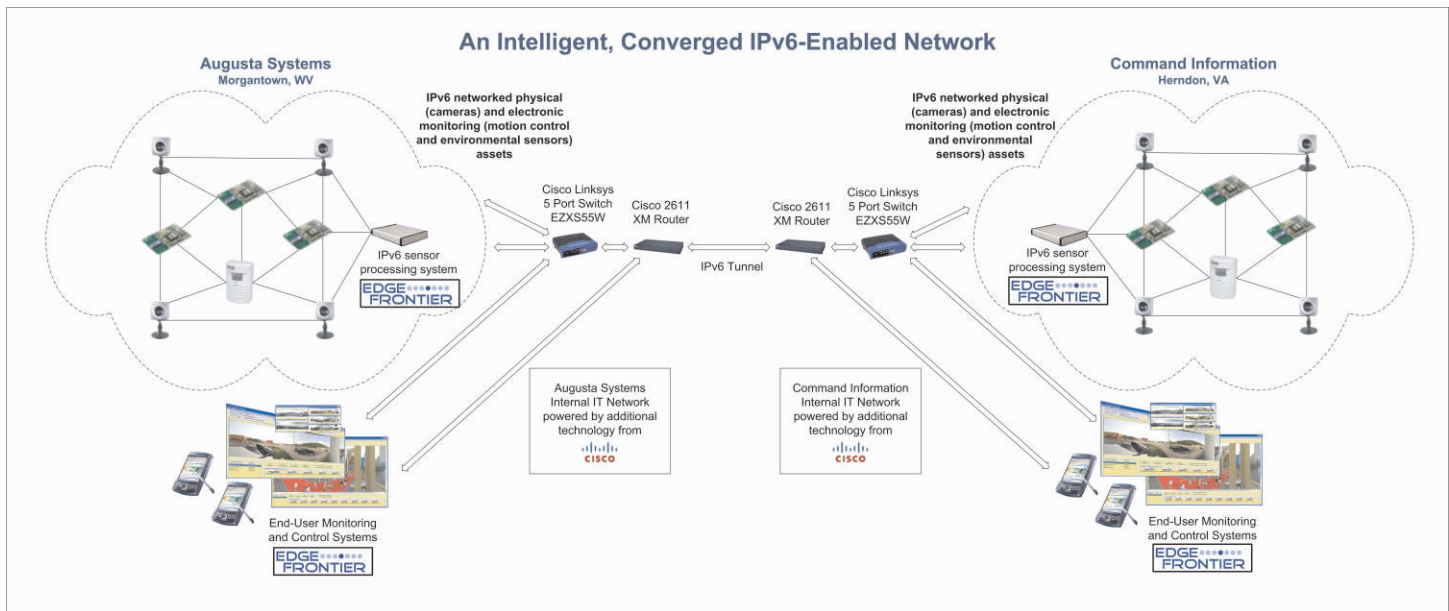 An Intelligent, Converged IPv6-Enabled Network
Augusta Systems
Morgantown, WV
IPv6 networked physical
(cameras) and electronic
monitoring (motion control
and environmental sensors)
assets
Cisco Linksys
5 Port Switch
EZXS55W
Cisco 2611
XM Router
IPv6 Tunnel
Cisco 2611
XM Router
Cisco Linksys
5 Port Switch
EZXS55W
IPv6 networked physical
(cameras) and electronic
monitoring (motion control
and environmental
sensors) assets
Command Information
Herndon, VA
IPv6 sensor
processing system
EDGE
FRONTIER
IPv6 sensor
processing system
EDGE
FRONTIER
Augusta Systems
Internal IT Network
powered by additional
technology from
CISCO
Command Information
Internal IT Network
powered by additional
technology from
CISCO
End-User Monitoring
and Control Systems
EDGE
FRONTIER
End-User Monitoring
and Control Systems
EDGE
FRONTIER